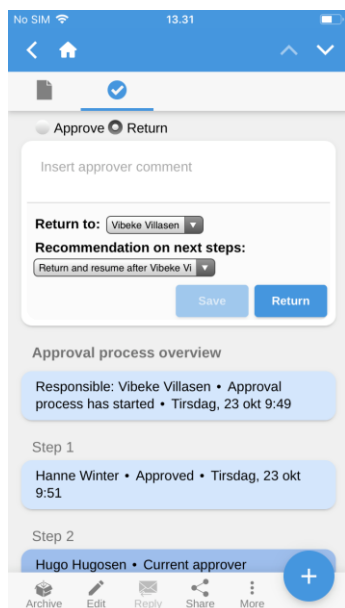 No SIM 13.31
Approve Return
Insert approver comment
Return to: Vibeke Villasen
Recommendation on next steps:
Return and resume after Vibeke Vi
Save Return
Approval process overview
Responsible: Vibeke Villasen • Approval
process has started • Tirsdag, 23 okt 9:49
Step 1
Hanne Winter • Approved • Tirsdag, 23 okt
9:51
Step 2
Hugo Hugosen • Current approver
Archive Edit Reply Share More